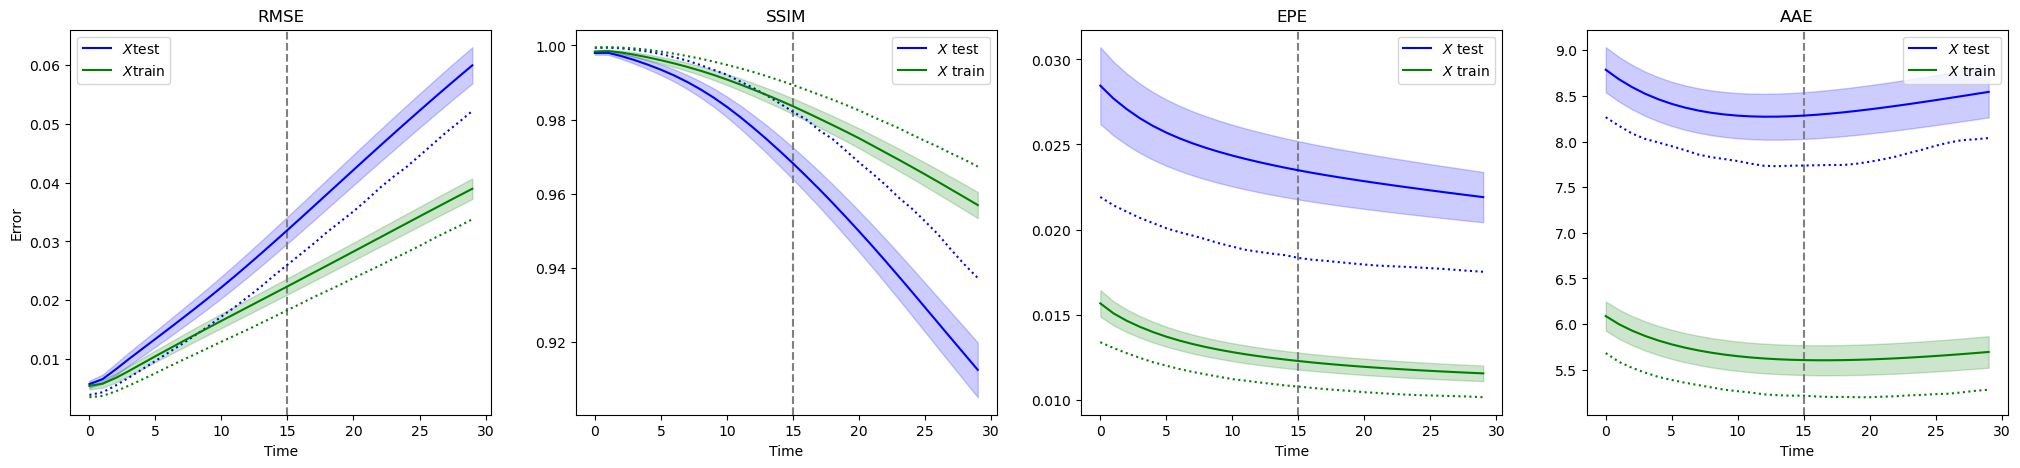 RMSE
X test
X train
0.06
0.05
0.04
0.03
0.02
0.01
Error
0 5 10 15 20 25 30
Time
SSIM
X test
X train
1.00
0.98
0.96
0.94
0.92
0 5 10 15 20 25 30
Time
EPE
X test
X train
0.030
0.025
0.020
0.015
0.010
0 5 10 15 20 25 30
Time
AAE
X test
X train
9.0
8.5
8.0
7.5
7.0
6.5
6.0
5.5
0 5 10 15 20 25 30
Time